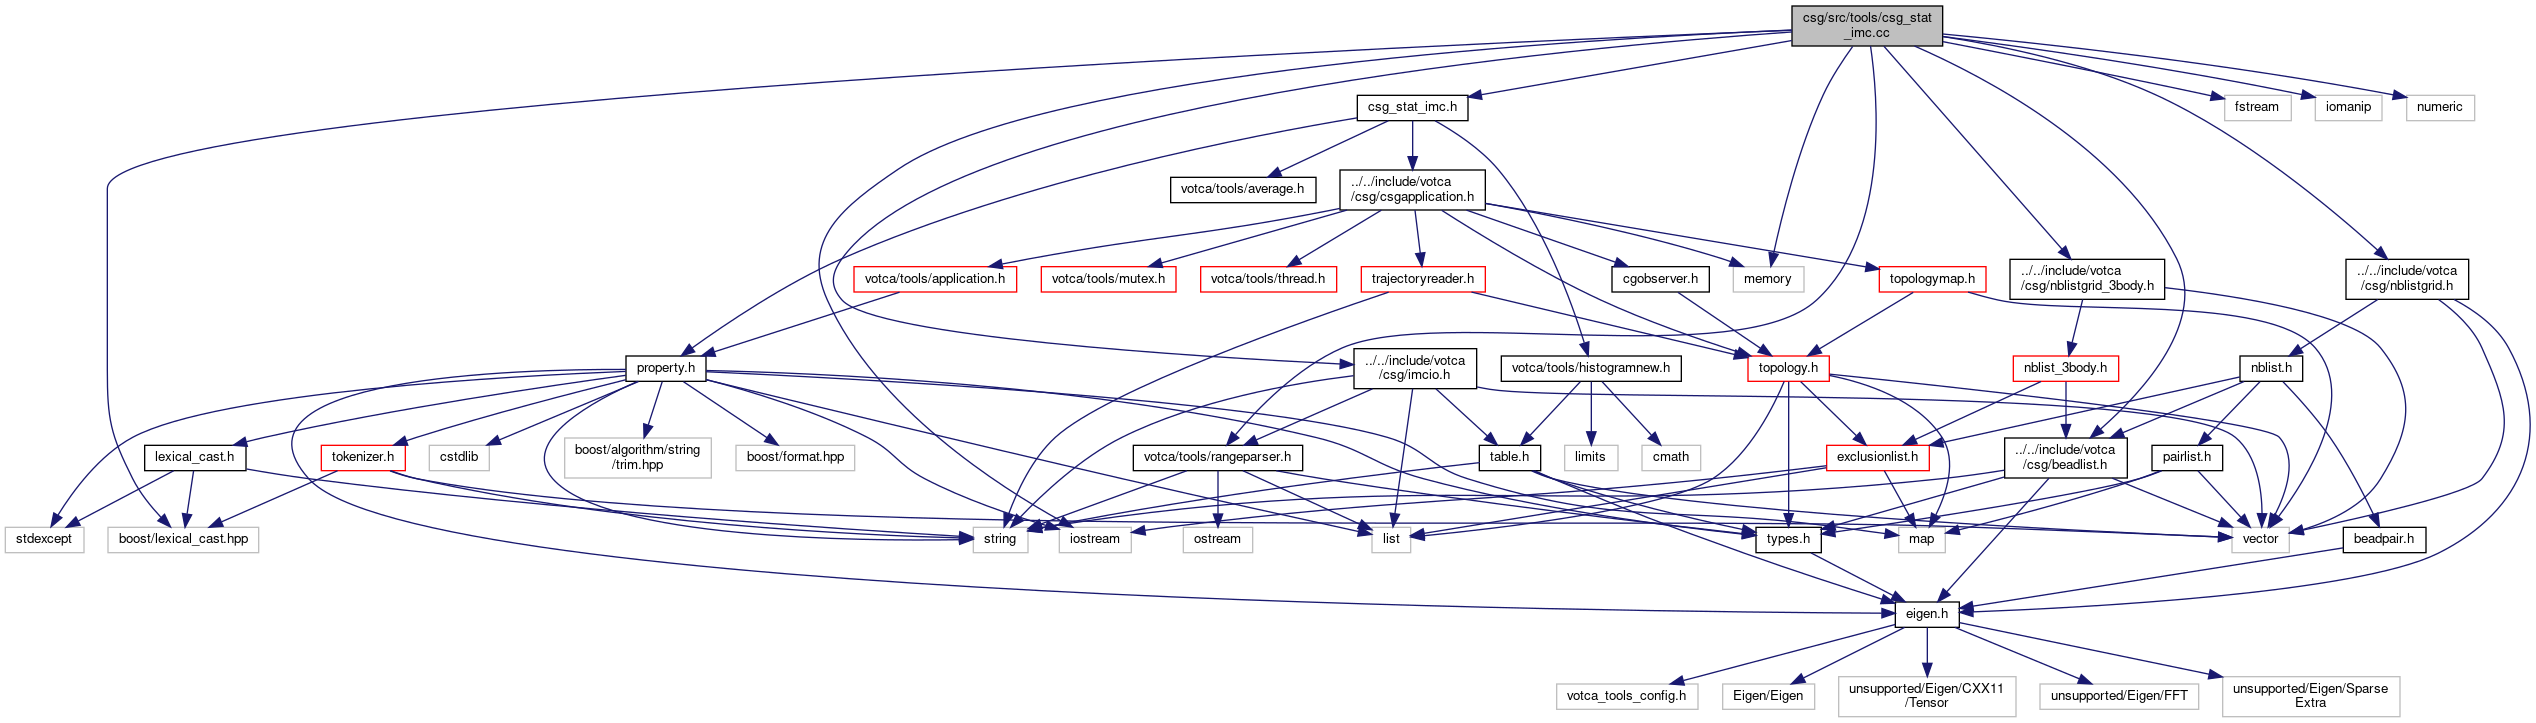 csg/src/tools/csg_stat
_imc.cc
csg_stat_imc.h
fstream
iomanip
numeric
votca/tools/average.h
../../include/votca
/csg/csgapplication.h
votca/tools/application.h
votca/tools/mutex.h
votca/tools/thread.h
trajectoryreader.h
cgobserver.h
memory
topologymap.h
../../include/votca
/csg/nblistgrid_3body.h
../../include/votca
/csg/nblistgrid.h
property.h
../../include/votca
/csg/imcio.h
votca/tools/histogramnew.h
topology.h
nblist_3body.h
nblist.h
lexical_cast.h
tokenizer.h
cstdlib
boost/algorithm/string
/trim.hpp
boost/format.hpp
votca/tools/rangeparser.h
table.h
limits
cmath
exclusionlist.h
../../include/votca
/csg/beadlist.h
pairlist.h
stdexcept
boost/lexical_cast.hpp
string
iostream
ostream
list
types.h
map
vector
beadpair.h
eigen.h
votca_tools_config.h
Eigen/Eigen
unsupported/Eigen/CXX11
/Tensor
unsupported/Eigen/FFT
unsupported/Eigen/Sparse
Extra